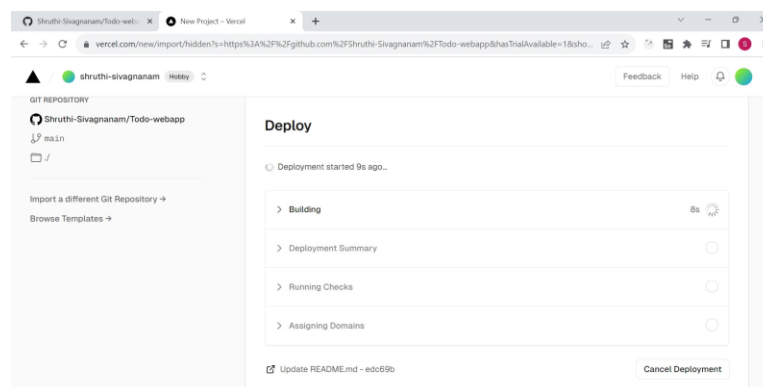 Shruthi-Sivagnanam/Todo-web
New Project – Vercel
vercel.com/new/import/hidden?s=https%3A%2F%2Fgithub.com%2FShruthi-Sivagnanam%2FTodo-webapp&hasTrialAvailable=1&sho...
S
shruthi-sivagnanam Hobby
Feedback Help
GIT REPOSITORY
Shruthi-Sivagnanam/Todo-webapp
main
./
Import a different Git Repository →
Browse Templates →
Deploy
Deployment started 9s ago...
Building 8s
Deployment Summary
Running Checks
Assigning Domains
Update README.md - edc69b
Cancel Deployment